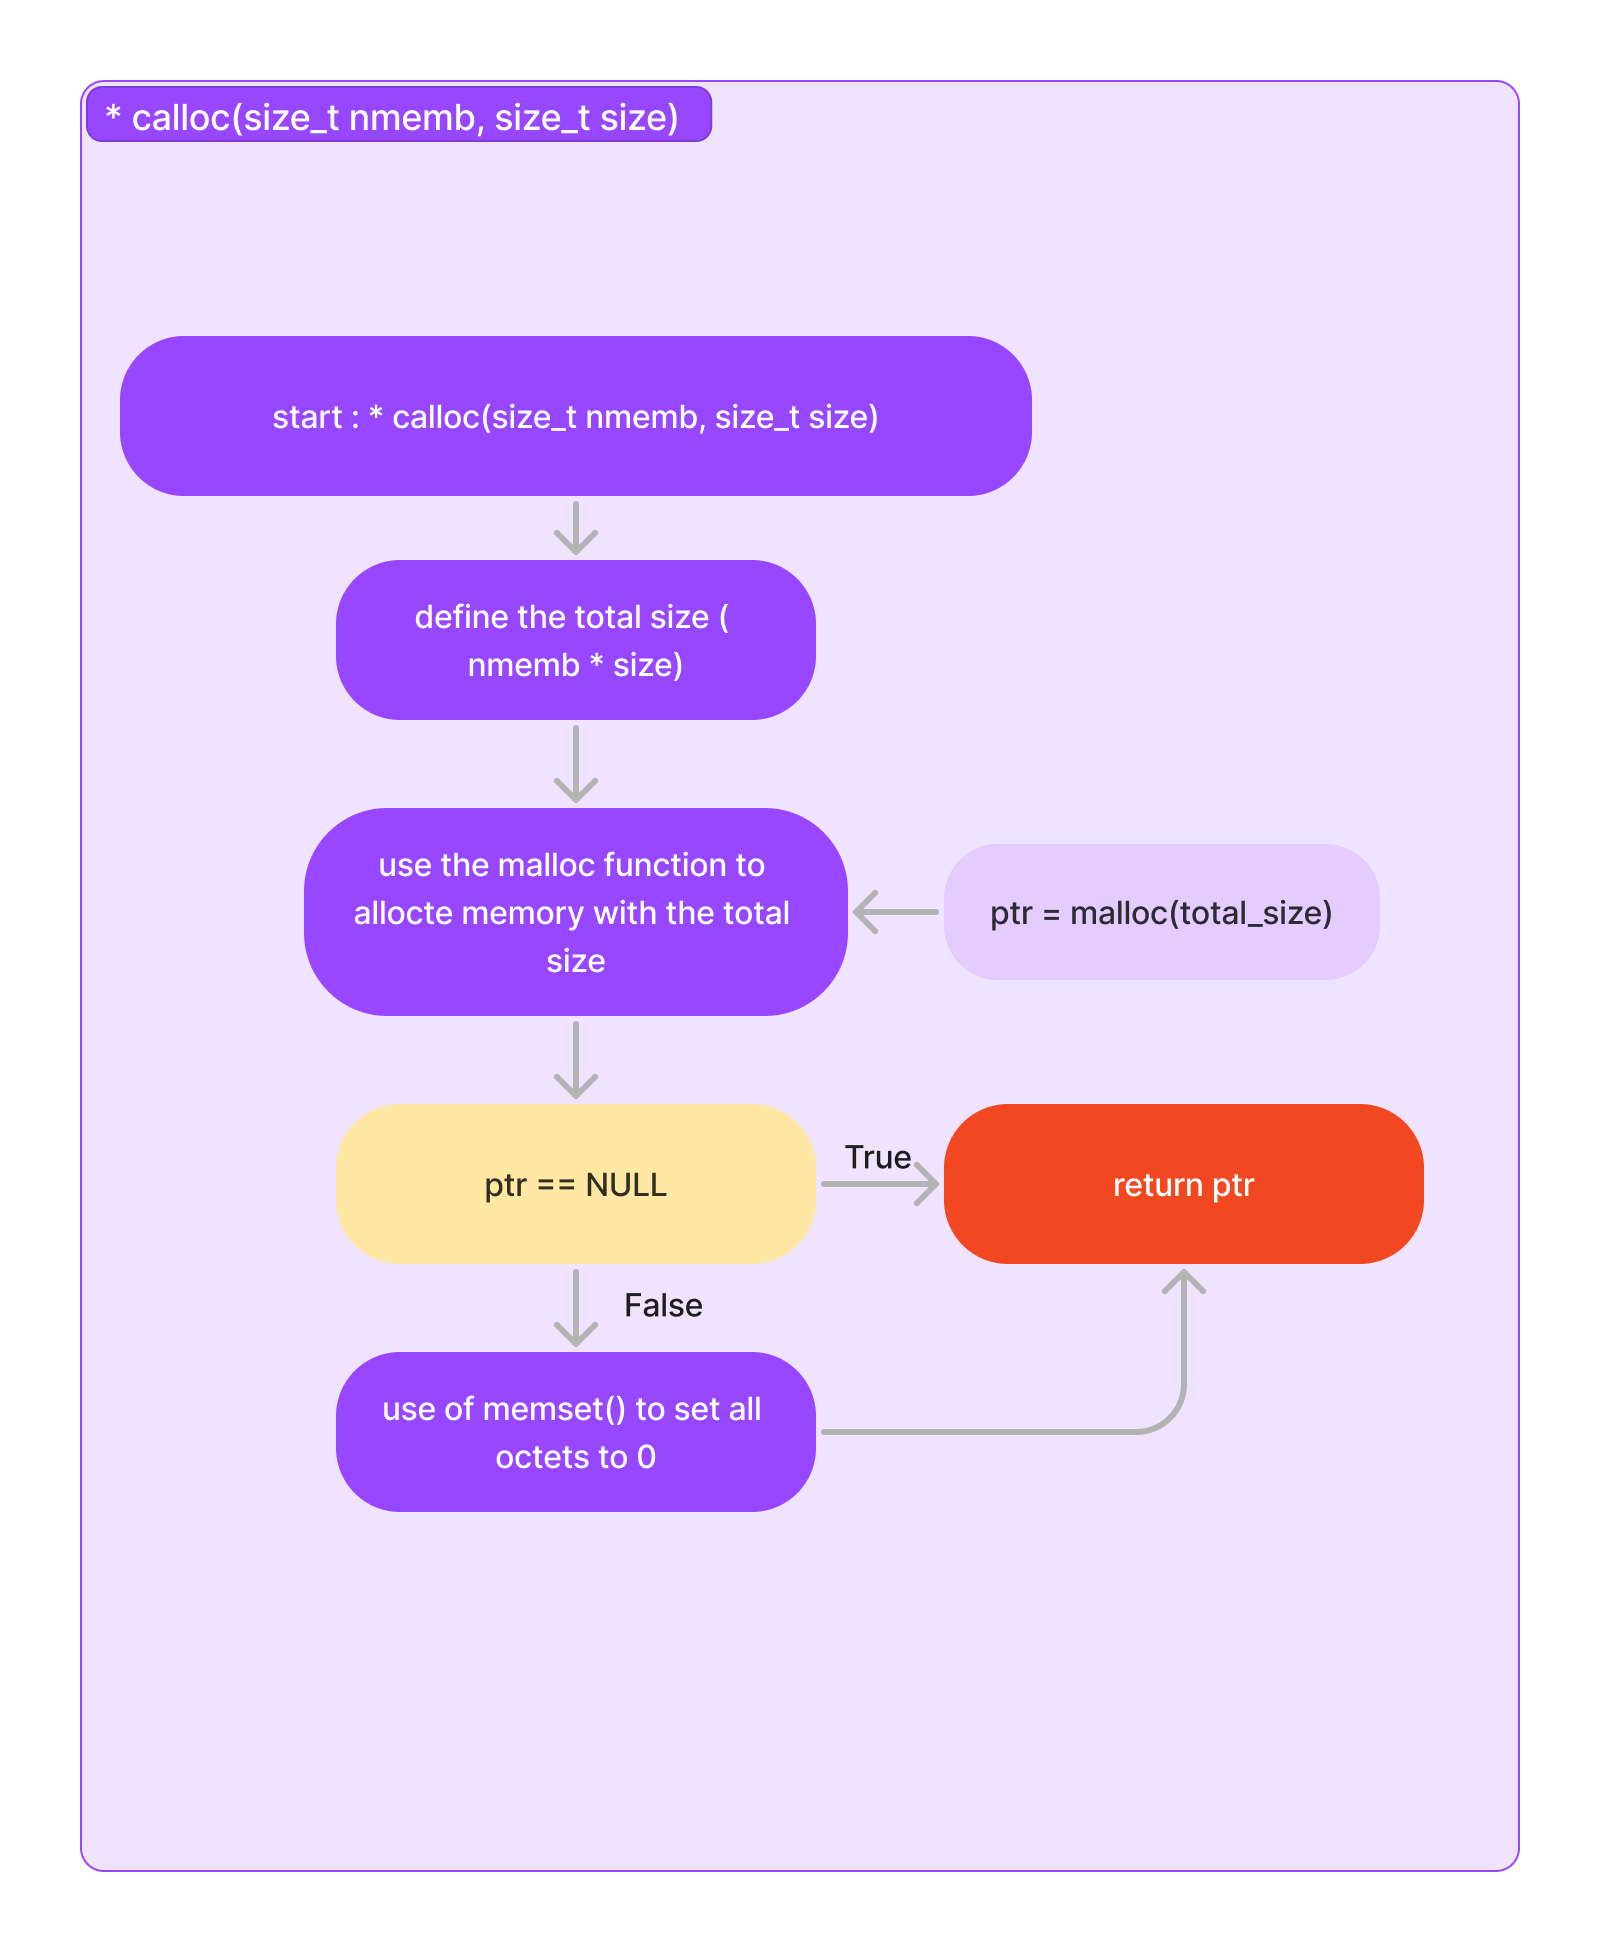 * calloc(size_t nmemb, size_t size)
start : * calloc(size_t nmemb, size_t size)
define the total size (
nmemb * size)
use the malloc function to
allocte memory with the total
size
ptr = malloc(total_size)
ptr == NULL
True
return ptr
False
use of memset() to set all
octets to 0